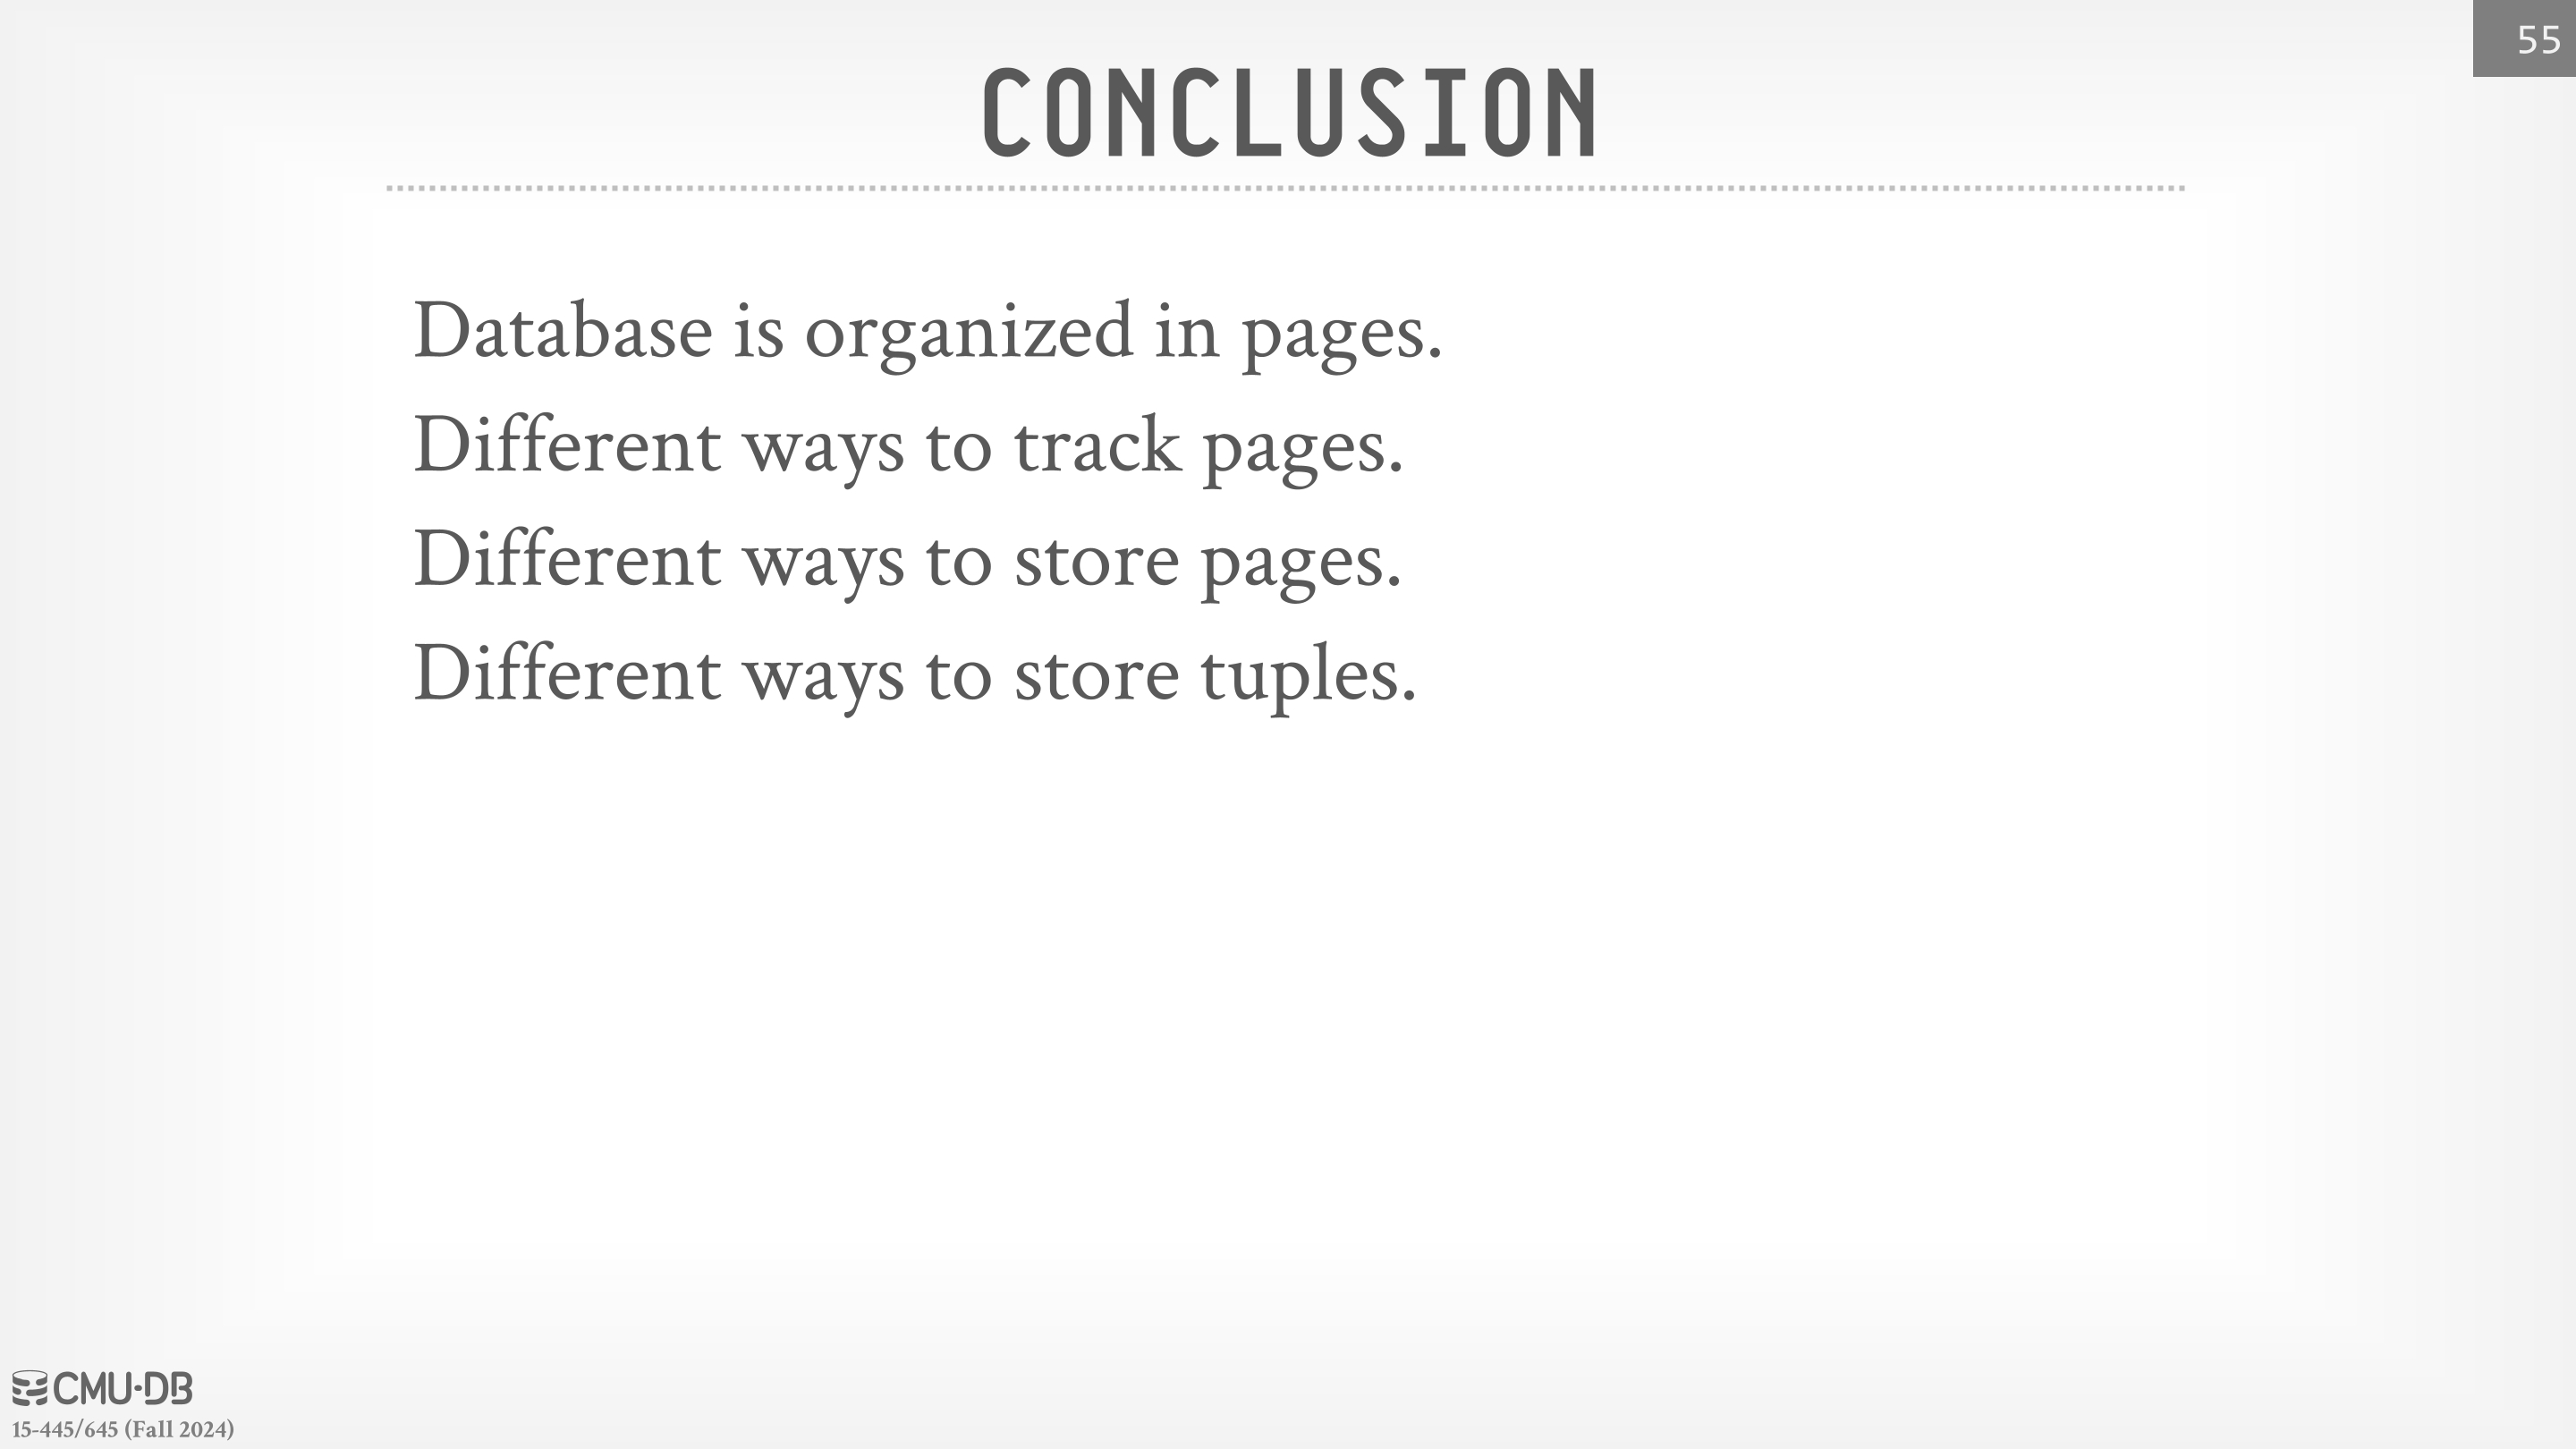 55
CONCLUSION
Database is organized in pages.
Different ways to track pages.
Different ways to store pages.
Different ways to store tuples.
CMU·DB
15-445/645 (Fall 2024)